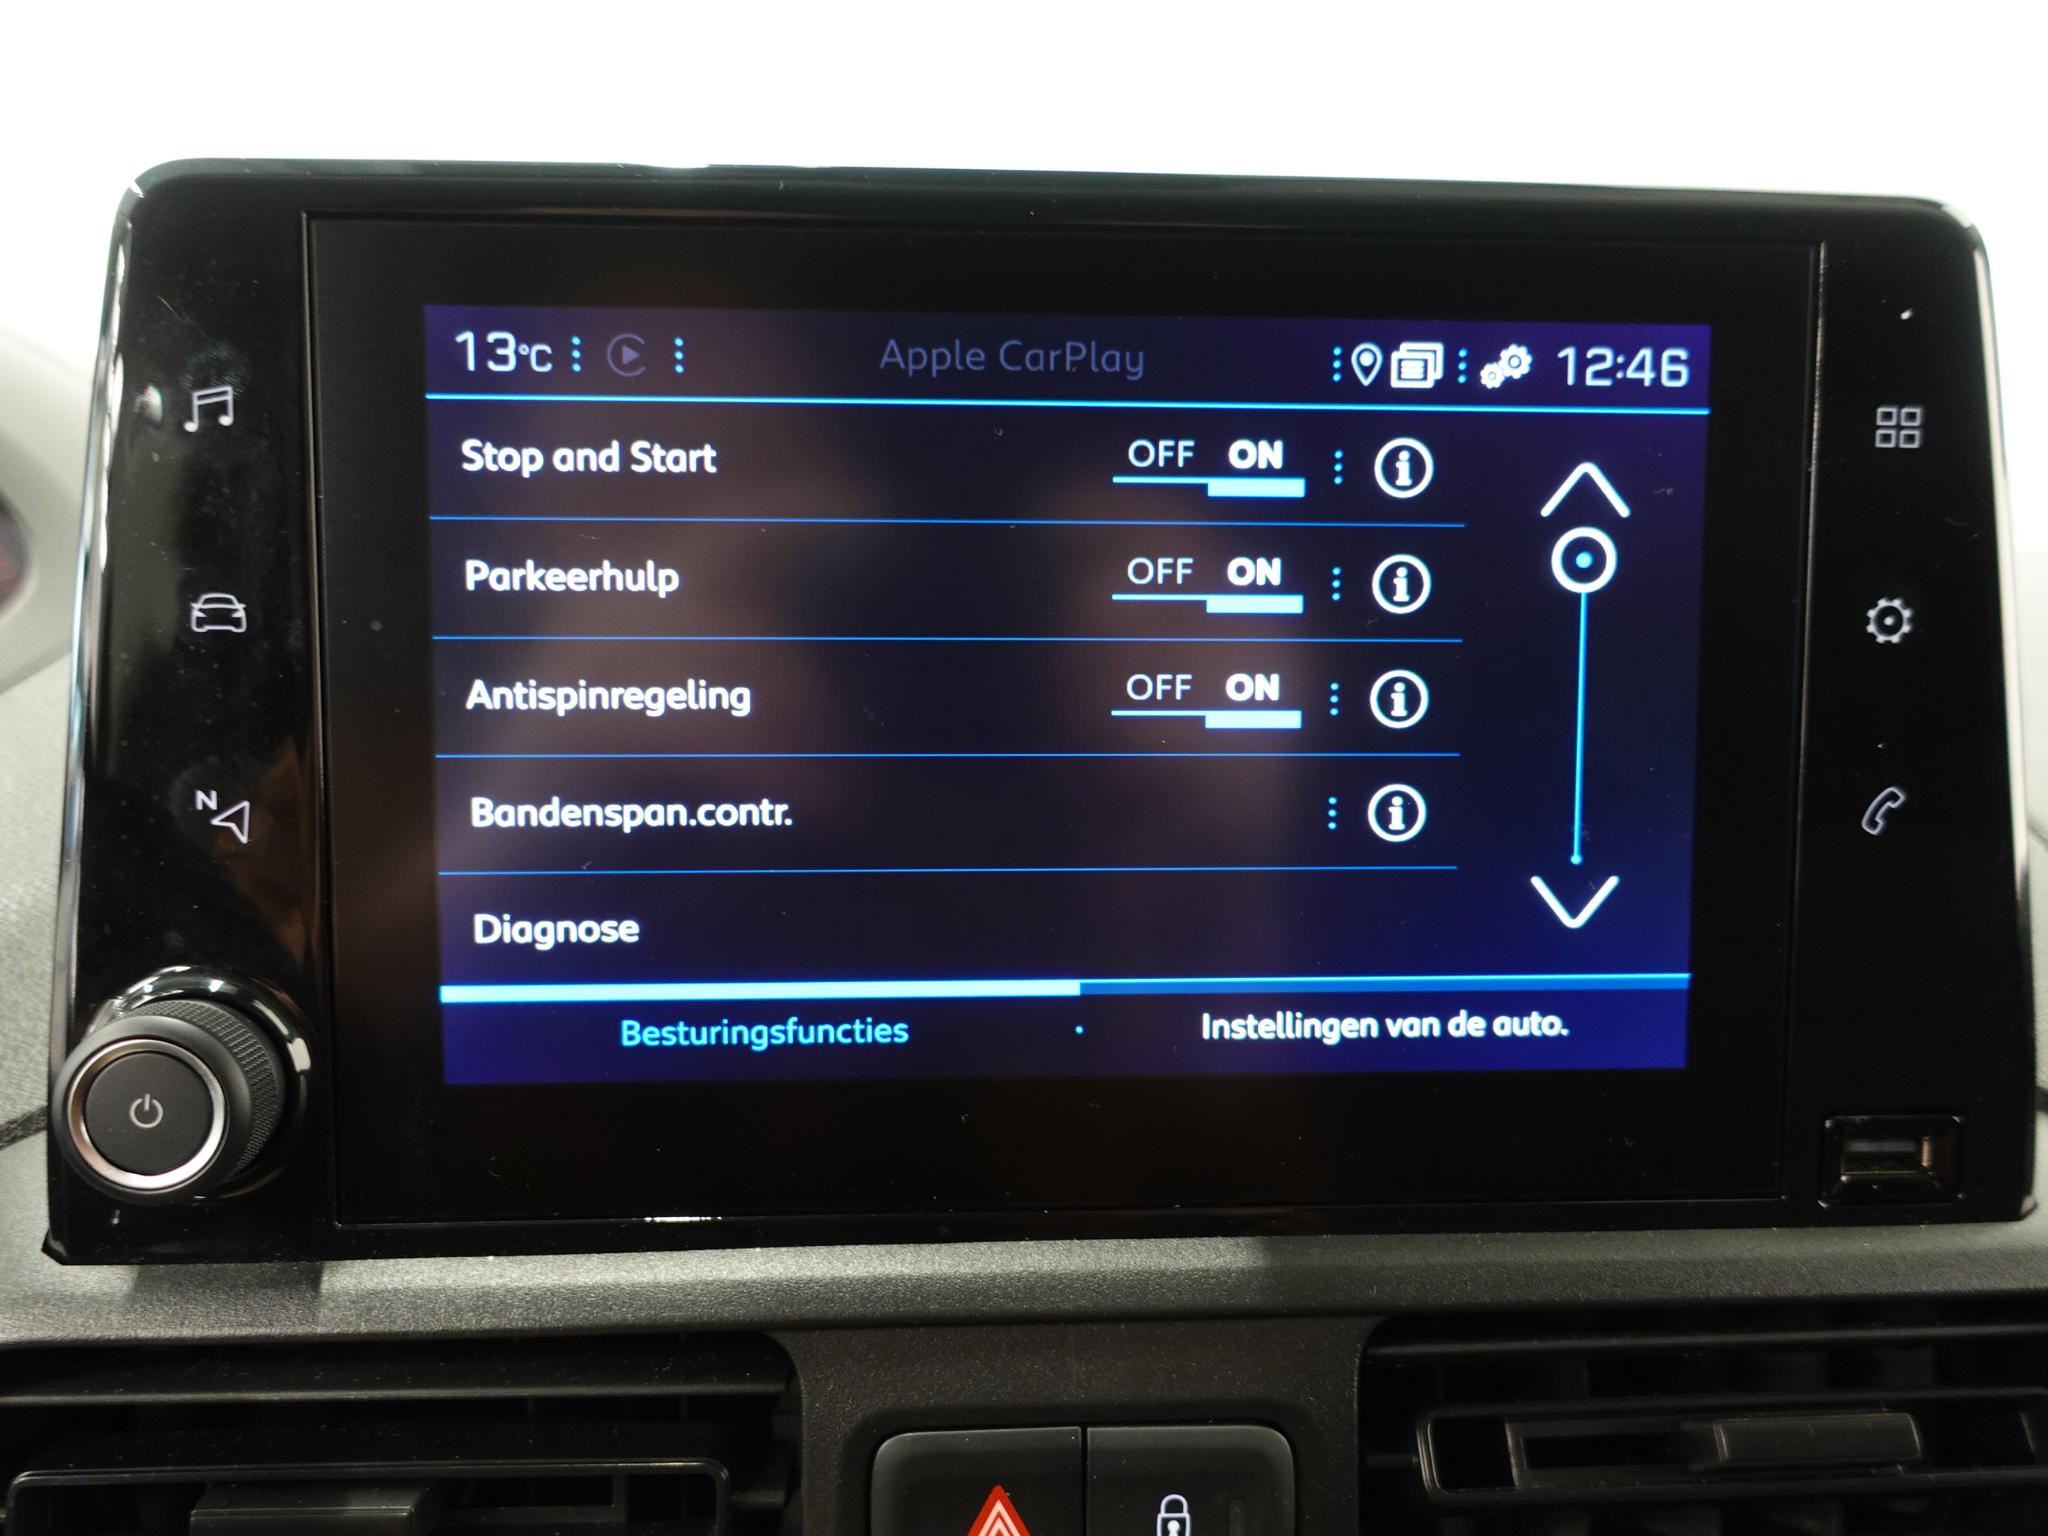 13°C Apple CarPlay 12:46
Stop and Start OFF ON
Parkeerhulp OFF ON
Antispinregeling OFF ON
Bandenspan.contr.
Diagnose
Besturingsfuncties Instellingen van de auto.
N